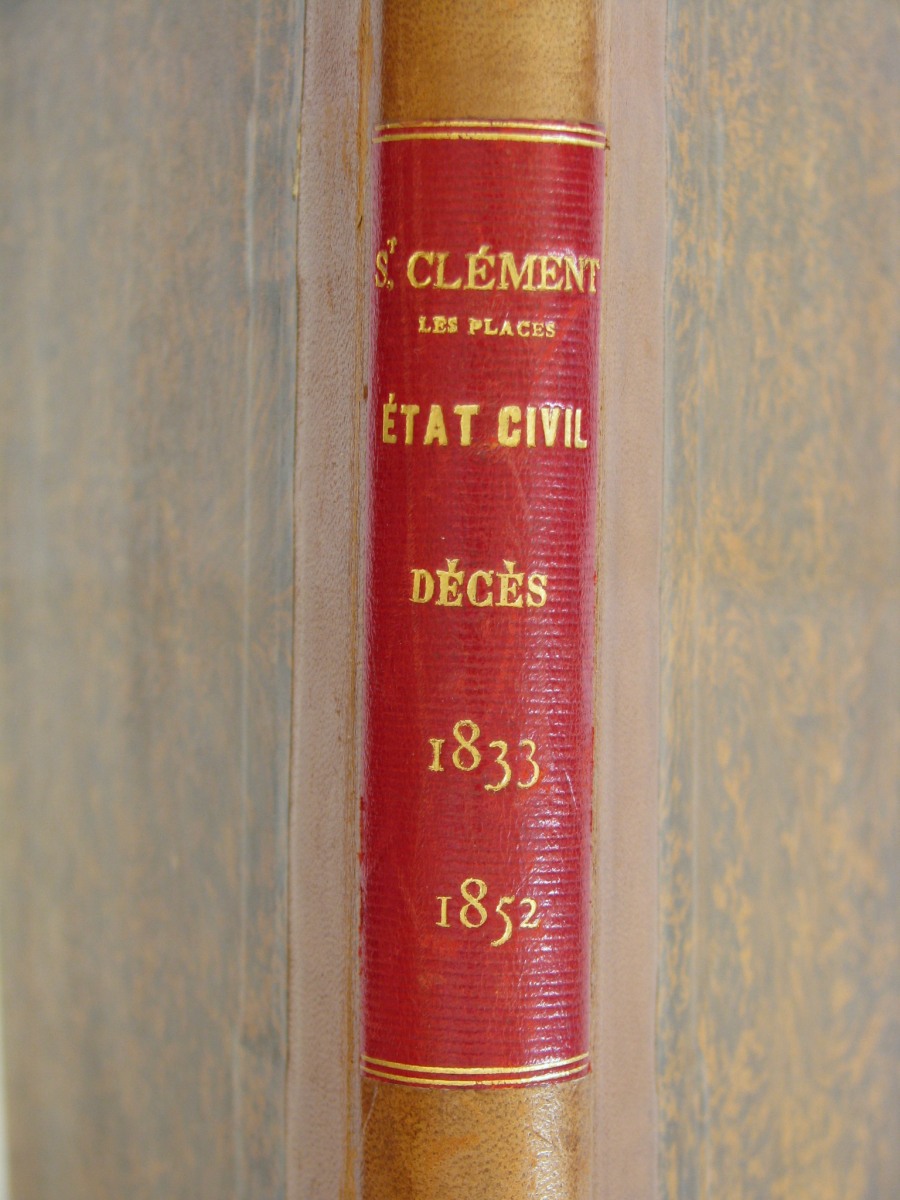 St. CLÉMENT
LES PLACES
ÉTAT CIVIL
DÉCÈS
1833
1852